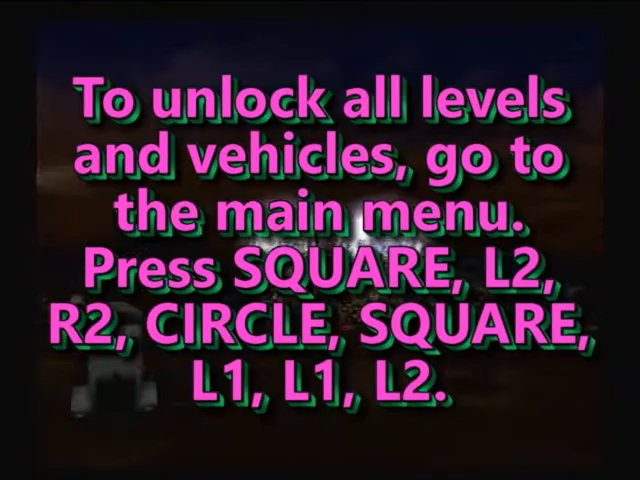 To unlock all levels
and vehicles, go to
the main menu.
Press SQUARE, L2,
R2, CIRCLE, SQUARE,
L1, L1, L2.